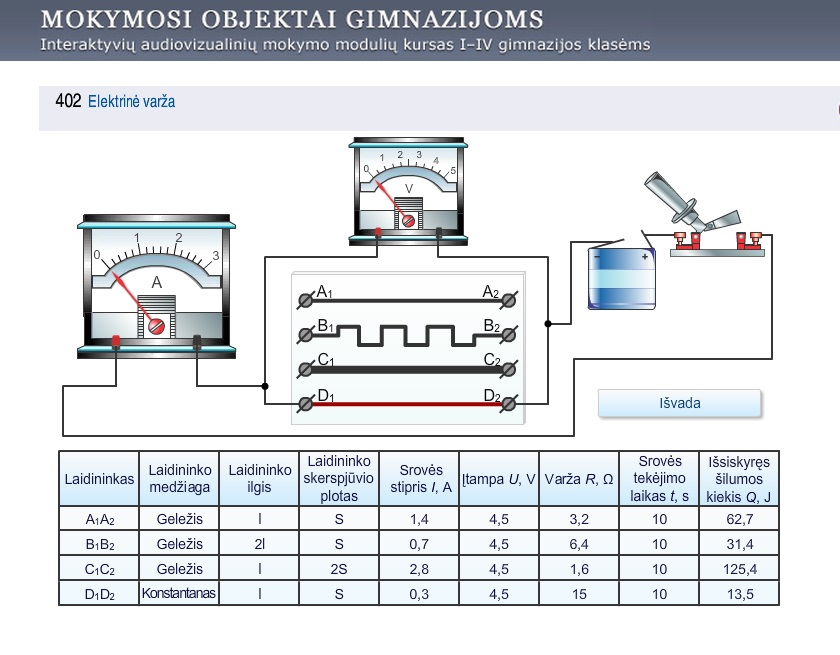 MOKYMOSI OBJEKTAI GIMNAZIJOMS
Interaktyvių audiovizualinių mokymo modulių kursas I–IV gimnazijos klasėms
402 Elektrinė varža
0 1 2 3 4 5
V
0 1 2 3
A
- +
A1 A2
B1 B2
C1 C2
D1 D2
Išvada
Laidininkas Laidininko medžiaga Laidininko ilgis Laidininko skerspjūvio plotas Srovės stipris I, A Įtampa U, V Varža R, Ω Srovės tekėjimo laikas t, s Išsiskyręs šilumos kiekis Q, J
A1A2 Geležis l S 1,4 4,5 3,2 10 62,7
B1B2 Geležis 2l S 0,7 4,5 6,4 10 31,4
C1C2 Geležis l 2S 2,8 4,5 1,6 10 125,4
D1D2 Konstantanas l S 0,3 4,5 15 10 13,5